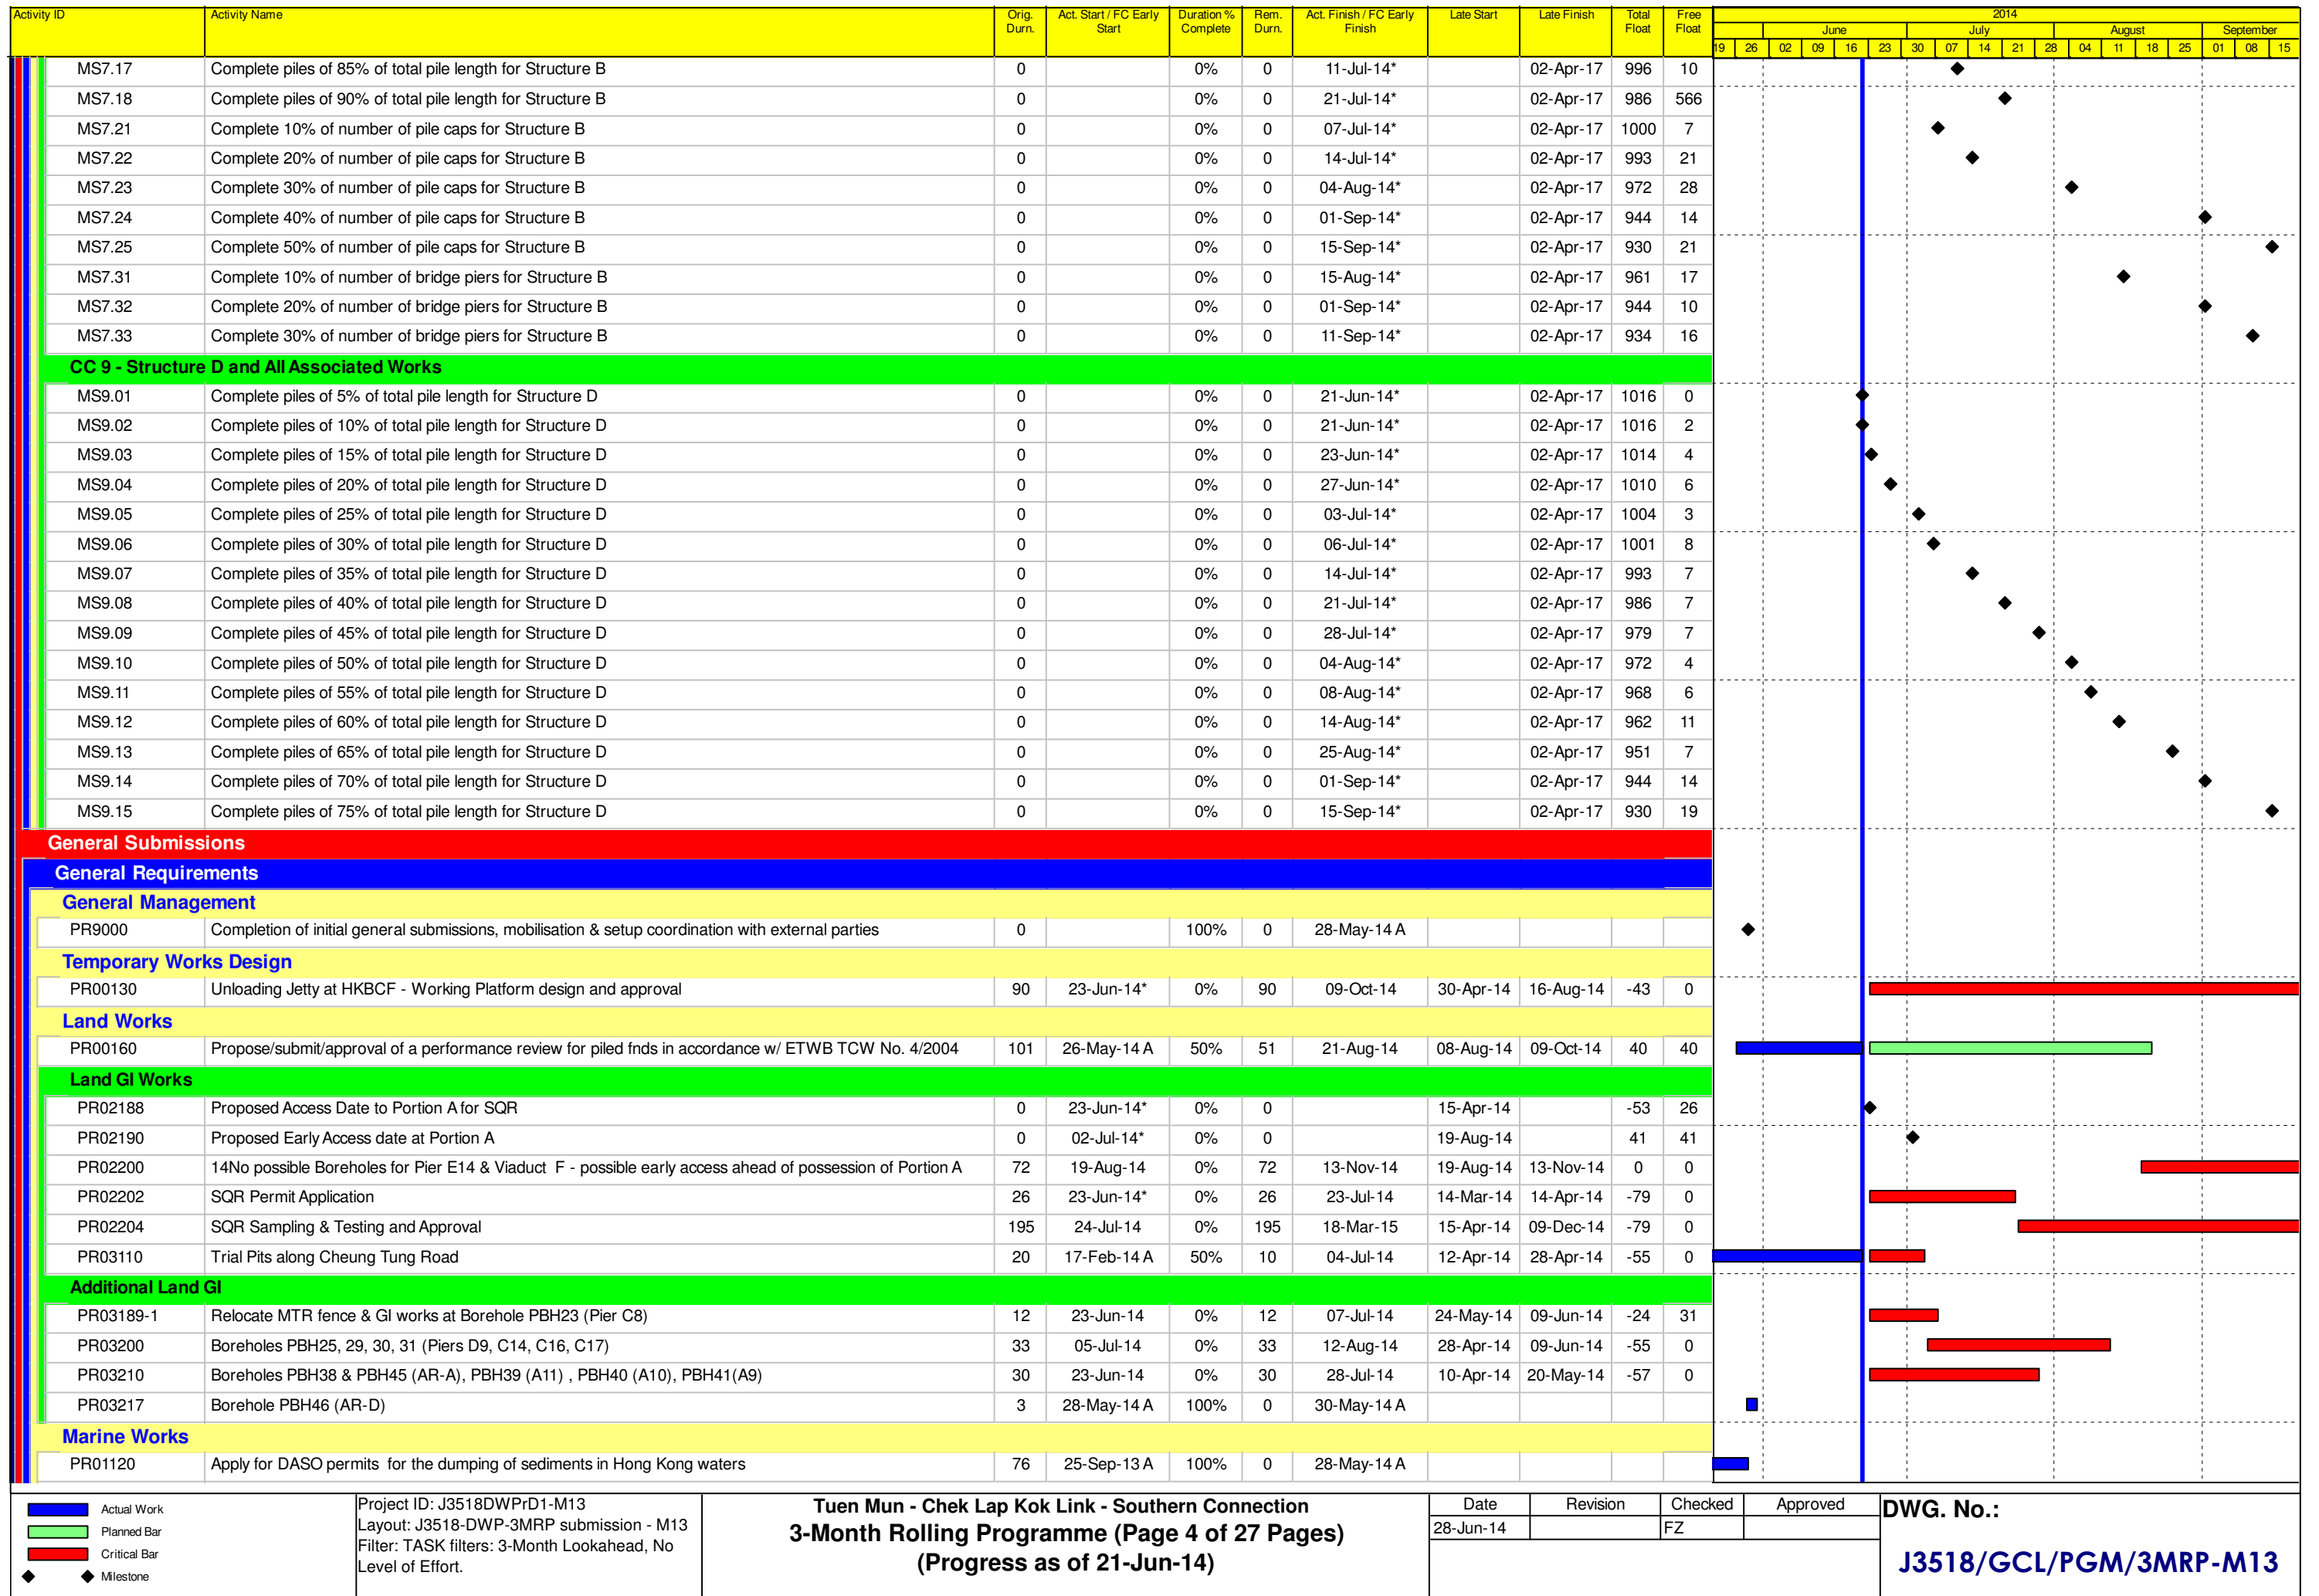 Activity ID Activity Name Orig. Durn. Act. Start / FC Early Start Duration % Complete Rem. Durn. Act. Finish / FC Early Finish Late Start Late Finish Total Float Free Float 2014
June July August September
19 26 02 09 16 23 30 07 14 21 28 04 11 18 25 01 08 15
MS7.17 Complete piles of 85% of total pile length for Structure B 0 0% 0 11-Jul-14* 02-Apr-17 996 10
MS7.18 Complete piles of 90% of total pile length for Structure B 0 0% 0 21-Jul-14* 02-Apr-17 986 566
MS7.21 Complete 10% of number of pile caps for Structure B 0 0% 0 07-Jul-14* 02-Apr-17 1000 7
MS7.22 Complete 20% of number of pile caps for Structure B 0 0% 0 14-Jul-14* 02-Apr-17 993 21
MS7.23 Complete 30% of number of pile caps for Structure B 0 0% 0 04-Aug-14* 02-Apr-17 972 28
MS7.24 Complete 40% of number of pile caps for Structure B 0 0% 0 01-Sep-14* 02-Apr-17 944 14
MS7.25 Complete 50% of number of pile caps for Structure B 0 0% 0 15-Sep-14* 02-Apr-17 930 21
MS7.31 Complete 10% of number of bridge piers for Structure B 0 0% 0 15-Aug-14* 02-Apr-17 961 17
MS7.32 Complete 20% of number of bridge piers for Structure B 0 0% 0 01-Sep-14* 02-Apr-17 944 10
MS7.33 Complete 30% of number of bridge piers for Structure B 0 0% 0 11-Sep-14* 02-Apr-17 934 16
CC 9 - Structure D and All Associated Works
MS9.01 Complete piles of 5% of total pile length for Structure D 0 0% 0 21-Jun-14* 02-Apr-17 1016 0
MS9.02 Complete piles of 10% of total pile length for Structure D 0 0% 0 21-Jun-14* 02-Apr-17 1016 2
MS9.03 Complete piles of 15% of total pile length for Structure D 0 0% 0 23-Jun-14* 02-Apr-17 1014 4
MS9.04 Complete piles of 20% of total pile length for Structure D 0 0% 0 27-Jun-14* 02-Apr-17 1010 6
MS9.05 Complete piles of 25% of total pile length for Structure D 0 0% 0 03-Jul-14* 02-Apr-17 1004 3
MS9.06 Complete piles of 30% of total pile length for Structure D 0 0% 0 06-Jul-14* 02-Apr-17 1001 8
MS9.07 Complete piles of 35% of total pile length for Structure D 0 0% 0 14-Jul-14* 02-Apr-17 993 7
MS9.08 Complete piles of 40% of total pile length for Structure D 0 0% 0 21-Jul-14* 02-Apr-17 986 7
MS9.09 Complete piles of 45% of total pile length for Structure D 0 0% 0 28-Jul-14* 02-Apr-17 979 7
MS9.10 Complete piles of 50% of total pile length for Structure D 0 0% 0 04-Aug-14* 02-Apr-17 972 4
MS9.11 Complete piles of 55% of total pile length for Structure D 0 0% 0 08-Aug-14* 02-Apr-17 968 6
MS9.12 Complete piles of 60% of total pile length for Structure D 0 0% 0 14-Aug-14* 02-Apr-17 962 11
MS9.13 Complete piles of 65% of total pile length for Structure D 0 0% 0 25-Aug-14* 02-Apr-17 951 7
MS9.14 Complete piles of 70% of total pile length for Structure D 0 0% 0 01-Sep-14* 02-Apr-17 944 14
MS9.15 Complete piles of 75% of total pile length for Structure D 0 0% 0 15-Sep-14* 02-Apr-17 930 19
General Submissions
General Requirements
General Management
PR9000 Completion of initial general submissions, mobilisation & setup coordination with external parties 0 100% 0 28-May-14 A
Temporary Works Design
PR00130 Unloading Jetty at HKBCF - Working Platform design and approval 90 23-Jun-14* 0% 90 09-Oct-14 30-Apr-14 16-Aug-14 -43 0
Land Works
PR00160 Propose/submit/approval of a performance review for piled fnds in accordance w/ ETWB TCW No. 4/2004 101 26-May-14 A 50% 51 21-Aug-14 08-Aug-14 09-Oct-14 40 40
Land GI Works
PR02188 Proposed Access Date to Portion A for SQR 0 23-Jun-14* 0% 0 15-Apr-14 -53 26
PR02190 Proposed Early Access date at Portion A 0 02-Jul-14* 0% 0 19-Aug-14 41 41
PR02200 14No possible Boreholes for Pier E14 & Viaduct F - possible early access ahead of possession of Portion A 72 19-Aug-14 0% 72 13-Nov-14 19-Aug-14 13-Nov-14 0 0
PR02202 SQR Permit Application 26 23-Jun-14* 0% 26 23-Jul-14 14-Mar-14 14-Apr-14 -79 0
PR02204 SQR Sampling & Testing and Approval 195 24-Jul-14 0% 195 18-Mar-15 15-Apr-14 09-Dec-14 -79 0
PR03110 Trial Pits along Cheung Tung Road 20 17-Feb-14 A 50% 10 04-Jul-14 12-Apr-14 28-Apr-14 -55 0
Additional Land GI
PR03189-1 Relocate MTR fence & GI works at Borehole PBH23 (Pier C8) 12 23-Jun-14 0% 12 07-Jul-14 24-May-14 09-Jun-14 -24 31
PR03200 Boreholes PBH25, 29, 30, 31 (Piers D9, C14, C16, C17) 33 05-Jul-14 0% 33 12-Aug-14 28-Apr-14 09-Jun-14 -55 0
PR03210 Boreholes PBH38 & PBH45 (AR-A), PBH39 (A11) , PBH40 (A10), PBH41(A9) 30 23-Jun-14 0% 30 28-Jul-14 10-Apr-14 20-May-14 -57 0
PR03217 Borehole PBH46 (AR-D) 3 28-May-14 A 100% 0 30-May-14 A
Marine Works
PR01120 Apply for DASO permits for the dumping of sediments in Hong Kong waters 76 25-Sep-13 A 100% 0 28-May-14 A
Actual Work
Planned Bar
Critical Bar
Milestone
Project ID: J3518DWPrD1-M13
Layout: J3518-DWP-3MRP submission - M13
Filter: TASK filters: 3-Month Lookahead, No
Level of Effort.
Tuen Mun - Chek Lap Kok Link - Southern Connection
3-Month Rolling Programme (Page 4 of 27 Pages)
(Progress as of 21-Jun-14)
Date Revision Checked Approved
28-Jun-14 FZ
DWG. No.:
J3518/GCL/PGM/3MRP-M13